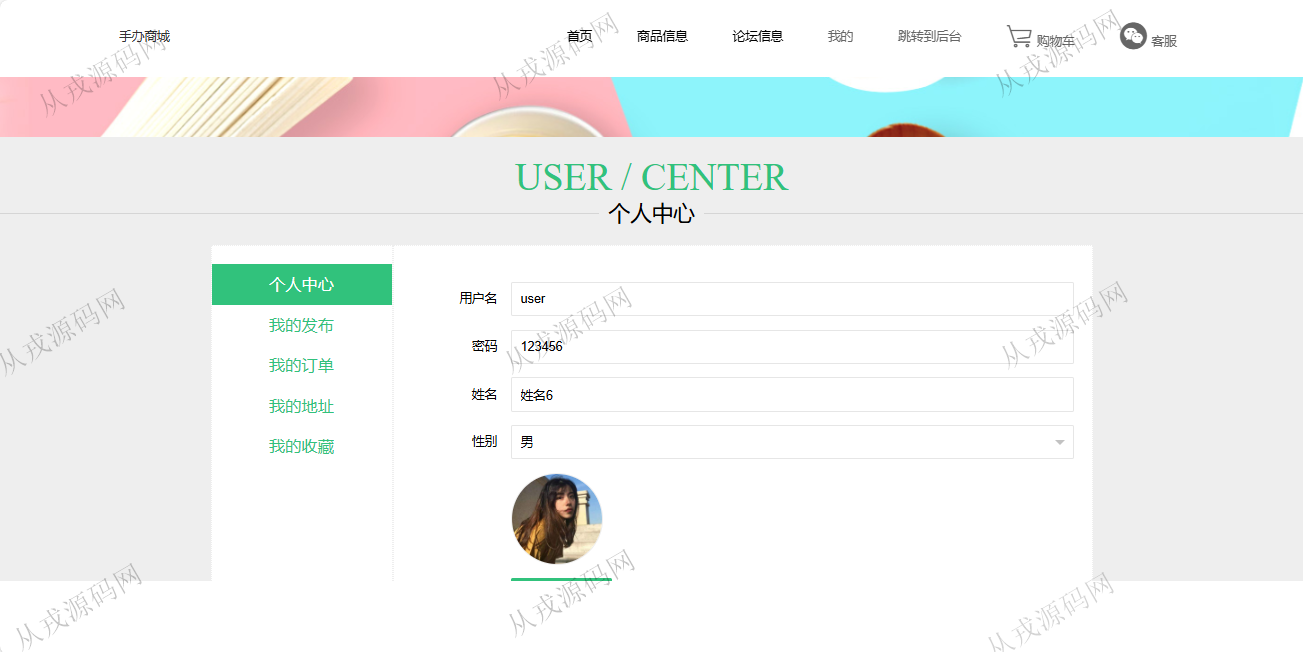 手办商城
首页
商品信息
论坛信息
我的
跳转到后台
购物车
客服
USER / CENTER
个人中心
个人中心
我的发布
我的订单
我的地址
我的收藏
用户名
user
密码
123456
姓名
姓名6
性别
男
从戎源码网
从戎源码网
从戎源码网
从戎源码网
从戎源码网
从戎源码网
从戎源码网
从戎源码网
从戎源码网